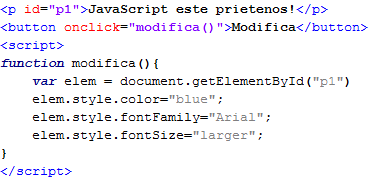 <p id="p1">JavaScript este prietenos!</p>
<button onclick="modifica()">Modifica</button>
<script>
function modifica(){
    var elem = document.getElementById("p1")
    elem.style.color="blue";
    elem.style.fontFamily="Arial";
    elem.style.fontSize="larger";
}
</script>